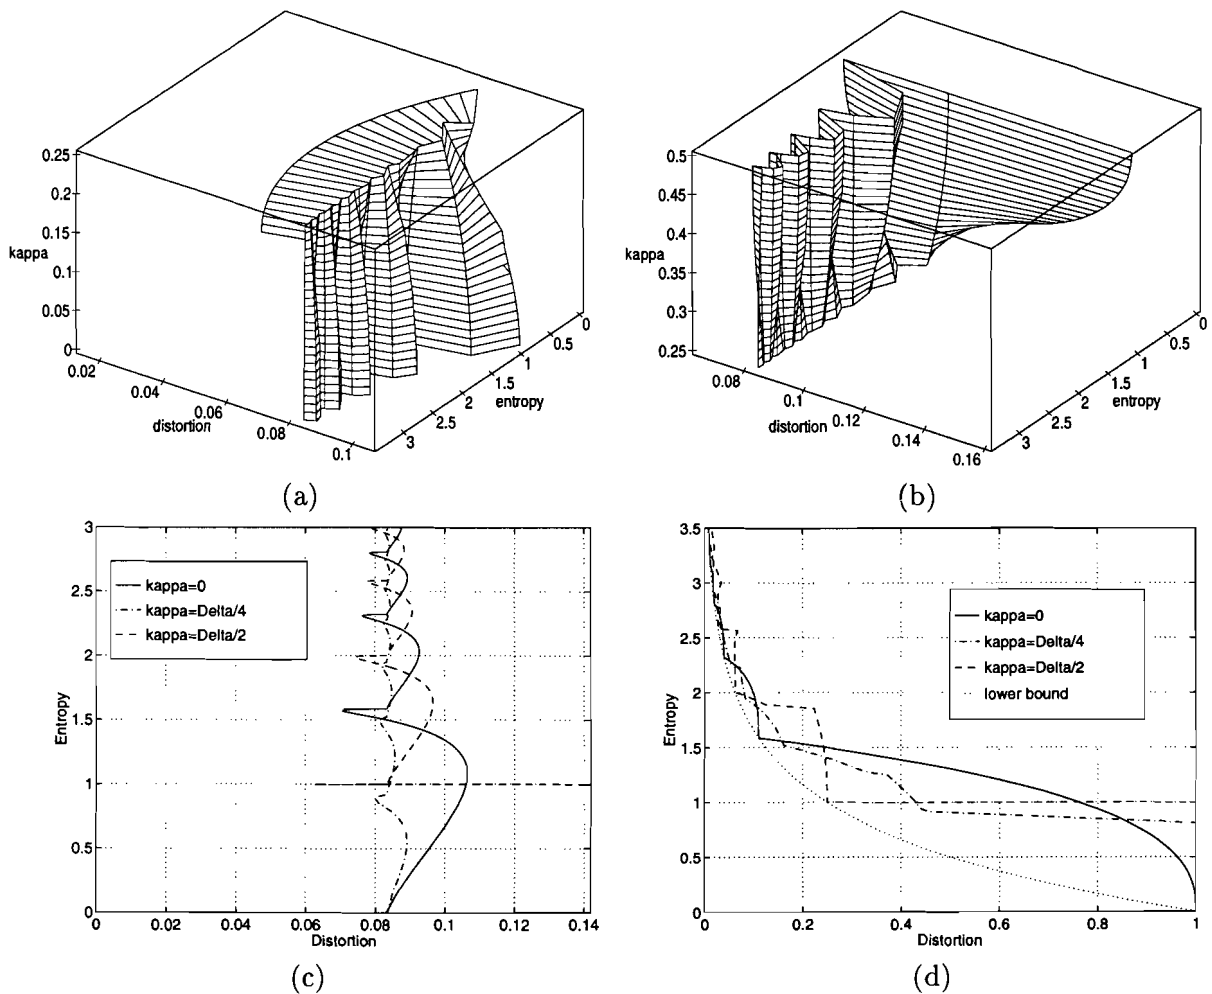 0.25
0.2
0.15
kappa
0.1
0.05
0
0.02
0.04
0.06
0.08
0.1
distortion
3
2.5
2
1.5
1
0.5
0
entropy
(a)
0.5
0.45
0.4
kappa
0.35
0.3
0.25
0.08
0.1
0.12
0.14
0.16
distortion
3
2.5
2
1.5
1
0.5
0
entropy
(b)
3
2.5
2
1.5
1
0.5
0
Entropy
kappa=0
kappa=Delta/4
kappa=Delta/2
0 0.02 0.04 0.06 0.08 0.1 0.12 0.14
Distortion
(c)
3.5
3
2.5
2
1.5
1
0.5
0
Entropy
kappa=0
kappa=Delta/4
kappa=Delta/2
lower bound
0 0.2 0.4 0.6 0.8 1
Distortion
(d)